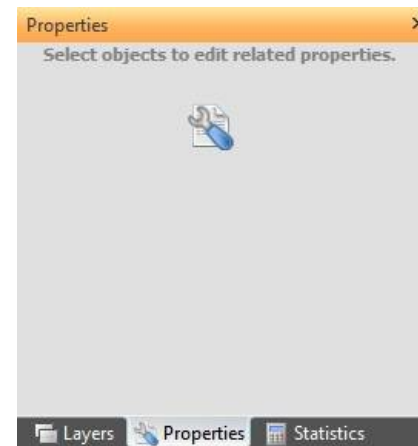 Properties
Select objects to edit related properties.
Layers Properties Statistics